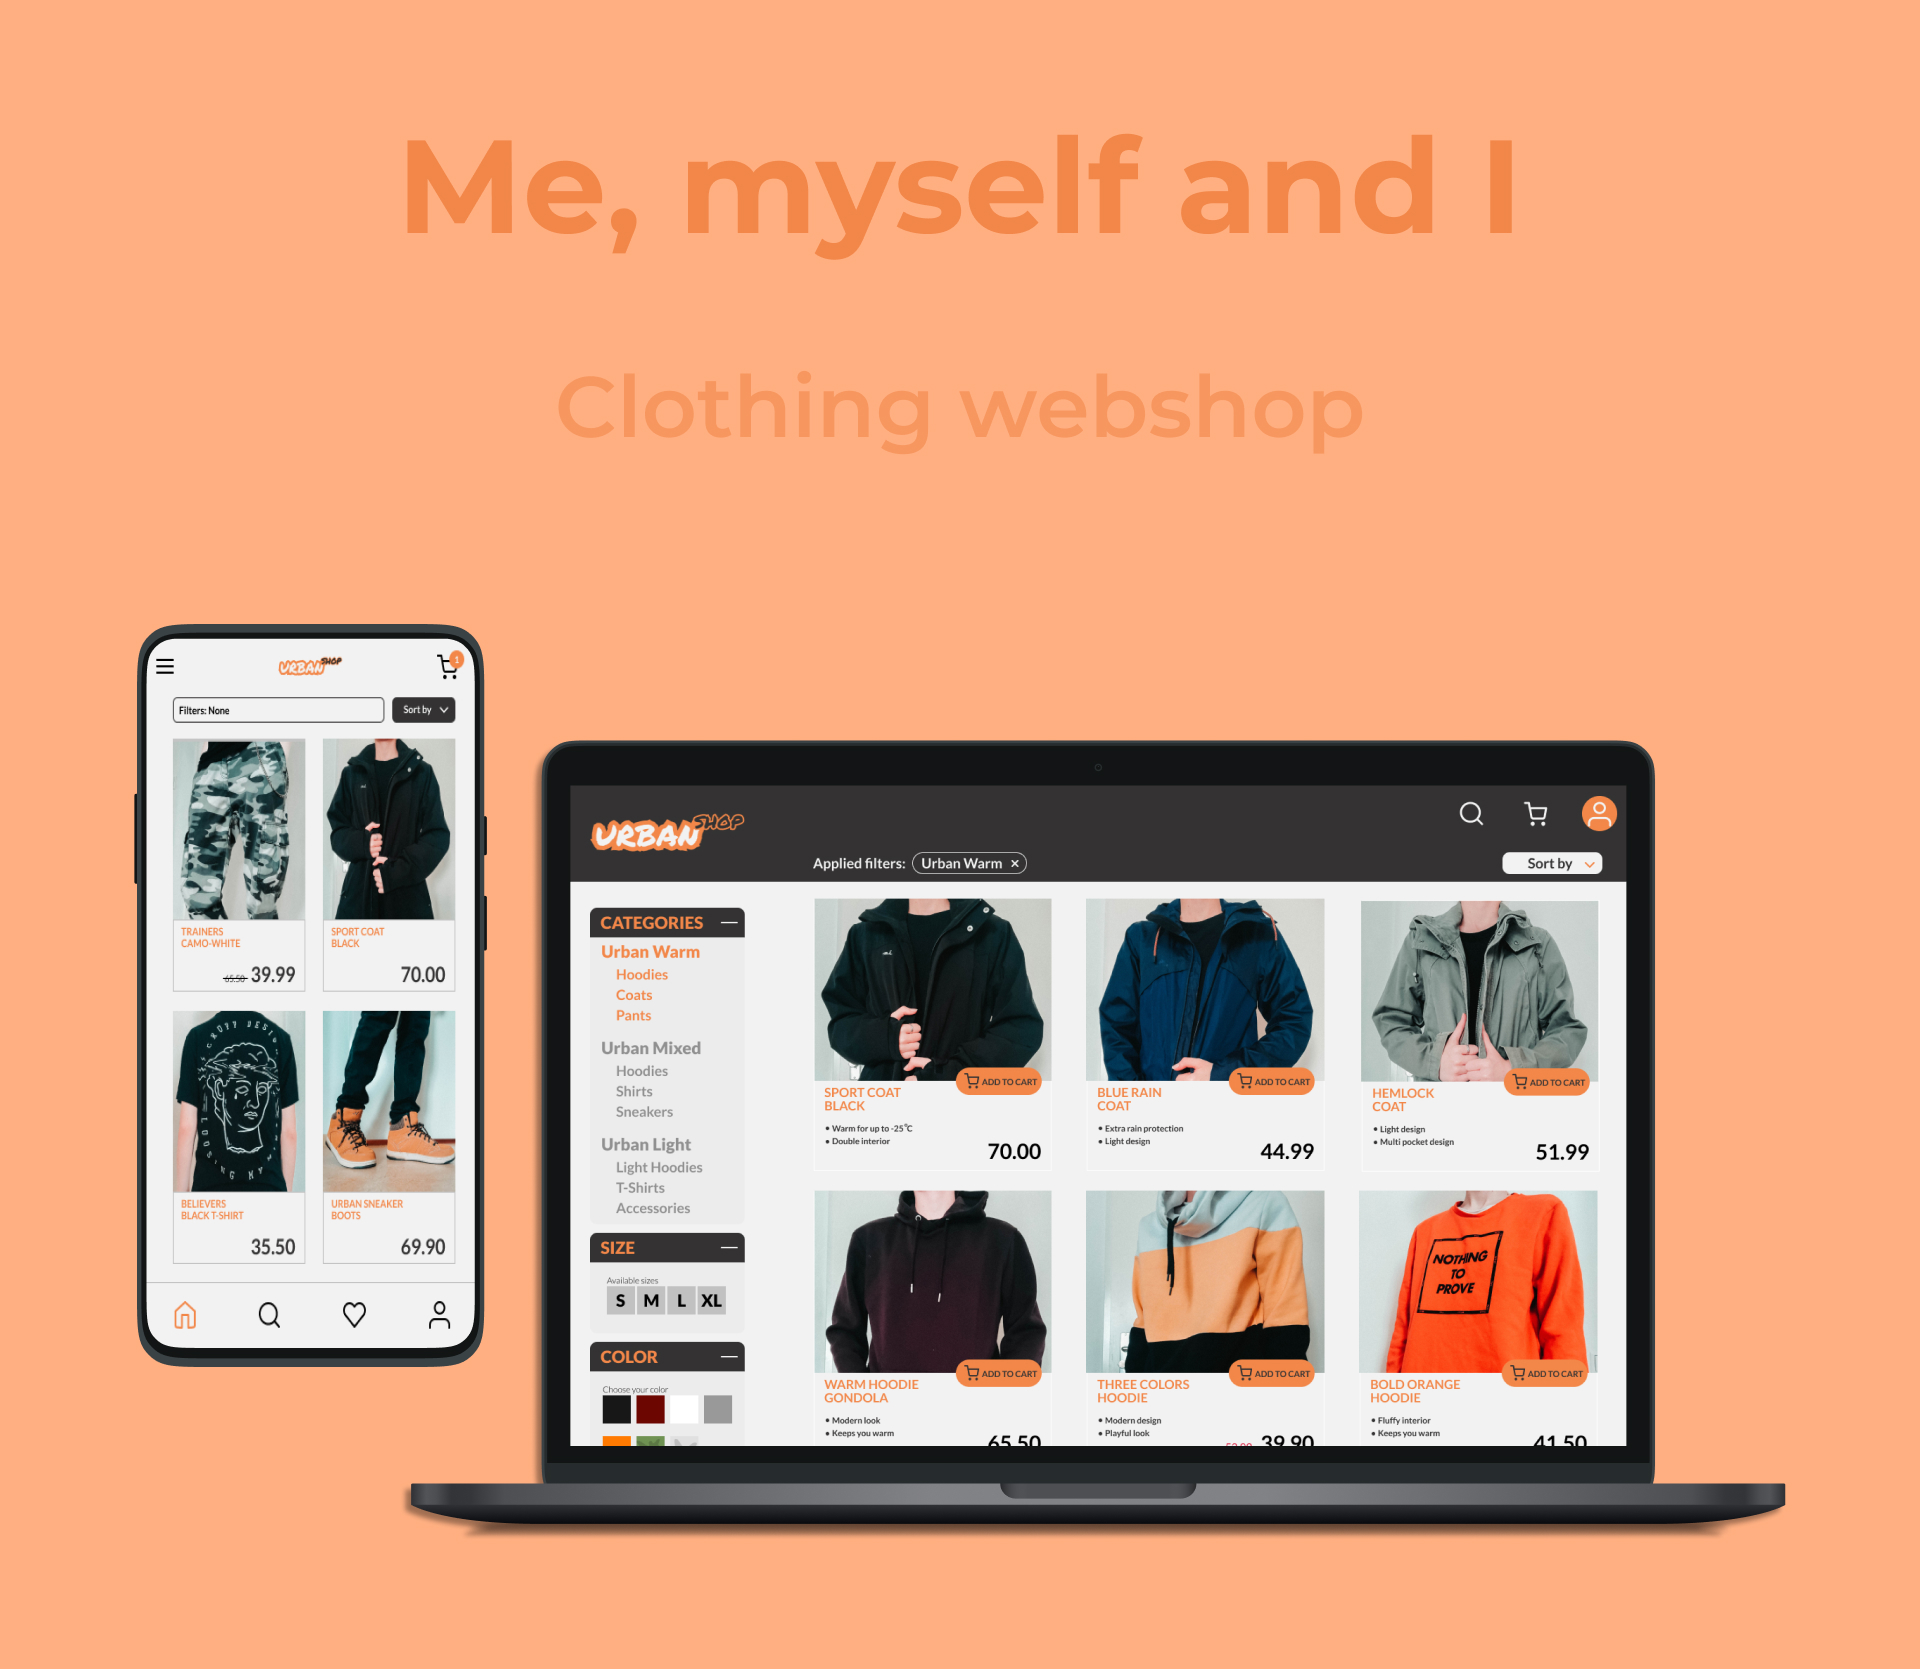 Me, myself and I
Clothing webshop
URBAN SHOP
1
Filters: None
Sort by
TRAINERS
CAMO-WHITE
65.50 39.99
SPORT COAT
BLACK
70.00
BELIEVERS
BLACK T-SHIRT
35.50
URBAN SNEAKER
BOOTS
69.90
URBAN SHOP
Applied filters: Urban Warm ×
Sort by
CATEGORIES
Urban Warm
Hoodies
Coats
Pants
Urban Mixed
Hoodies
Shirts
Sneakers
Urban Light
Light Hoodies
T-Shirts
Accessories
SIZE
Available sizes
S M L XL
COLOR
Choose your color
ADD TO CART
SPORT COAT
BLACK
• Warm for up to -25°C
• Double interior
70.00
ADD TO CART
BLUE RAIN
COAT
• Extra rain protection
• Light design
44.99
ADD TO CART
HEMLOCK
COAT
• Light design
• Multi pocket design
51.99
ADD TO CART
WARM HOODIE
GONDOLA
• Modern look
• Keeps you warm
65.50
ADD TO CART
THREE COLORS
HOODIE
• Modern design
• Playful look
39.90
NOTHING
TO
PROVE
ADD TO CART
BOLD ORANGE
HOODIE
• Fluffy interior
• Keeps you warm
41.50